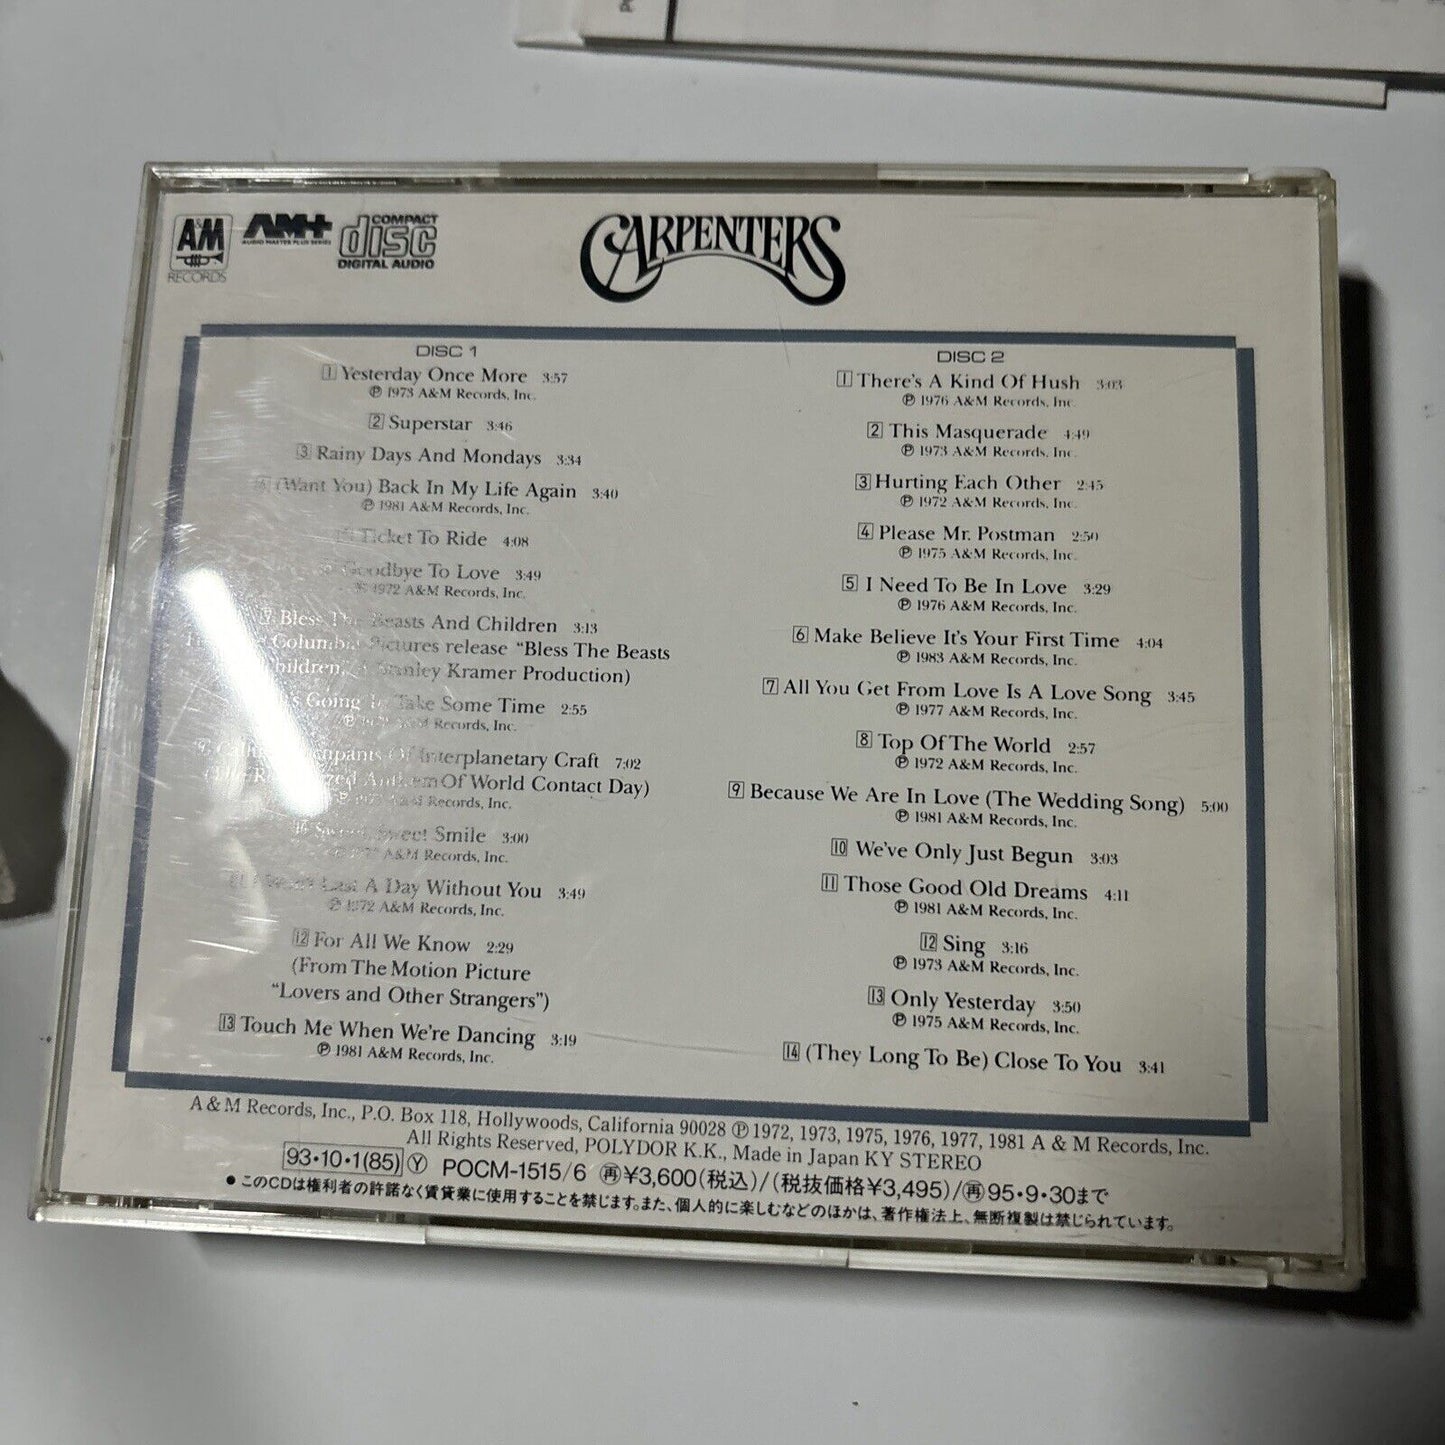 A&M
RECORDS
AM+
AUDIO MASTER PLUS SERIES
COMPACT
disc
DIGITAL AUDIO
CARPENTERS
DISC 1
1 Yesterday Once More 3:57
Ⓟ 1973 A&M Records, Inc.
2 Superstar 3:46
3 Rainy Days And Mondays 3:34
4 (Want You) Back In My Life Again 3:40
Ⓟ 1981 A&M Records, Inc.
Ticket To Ride 4:08
Goodbye To Love 3:49
Ⓟ 1972 A&M Records, Inc.
7 Bless The Beasts And Children 3:13
Columbia Pictures release "Bless The Beasts
Children, A Stanley Kramer Production)
Going To Take Some Time 2:55
Ⓟ 1972 A&M Records, Inc.
Occupants Of Interplanetary Craft 7:02
(The Recognized Anthem Of World Contact Day)
Ⓟ 1977 A&M Records, Inc.
Sweet, Sweet Smile 3:00
A&M Records, Inc.
Last A Day Without You 3:49
Ⓟ 1972 A&M Records, Inc.
12 For All We Know 2:29
(From The Motion Picture
"Lovers and Other Strangers")
13 Touch Me When We're Dancing 3:19
Ⓟ 1981 A&M Records, Inc.
DISC 2
1 There's A Kind Of Hush 3:03
Ⓟ 1976 A&M Records, Inc.
2 This Masquerade 4:49
Ⓟ 1973 A&M Records, Inc.
3 Hurting Each Other 2:45
Ⓟ 1972 A&M Records, Inc.
4 Please Mr. Postman 2:50
Ⓟ 1975 A&M Records, Inc.
5 I Need To Be In Love 3:29
Ⓟ 1976 A&M Records, Inc.
6 Make Believe It's Your First Time 4:04
Ⓟ 1983 A&M Records, Inc.
7 All You Get From Love Is A Love Song 3:45
Ⓟ 1977 A&M Records, Inc.
8 Top Of The World 2:57
Ⓟ 1972 A&M Records, Inc.
9 Because We Are In Love (The Wedding Song) 5:00
Ⓟ 1981 A&M Records, Inc.
10 We've Only Just Begun 3:03
11 Those Good Old Dreams 4:11
Ⓟ 1981 A&M Records, Inc.
12 Sing 3:16
Ⓟ 1973 A&M Records, Inc.
13 Only Yesterday 3:50
Ⓟ 1975 A&M Records, Inc.
14 (They Long To Be) Close To You 3:41
A & M Records, Inc., P.O. Box 118, Hollywoods, California 90028 Ⓟ 1972, 1973, 1975, 1976, 1977, 1981 A & M Records, Inc.
All Rights Reserved, POLYDOR K.K., Made in Japan KY STEREO
93・10・1(85) Ⓨ POCM-1515/6 再¥3,600(税込)/(税抜価格¥3,495)/再95・9・30まで
●このCDは権利者の許諾なく賃貸業に使用することを禁じます。また、個人的に楽しむなどのほかは、著作権法上、無断複製は禁じられています。